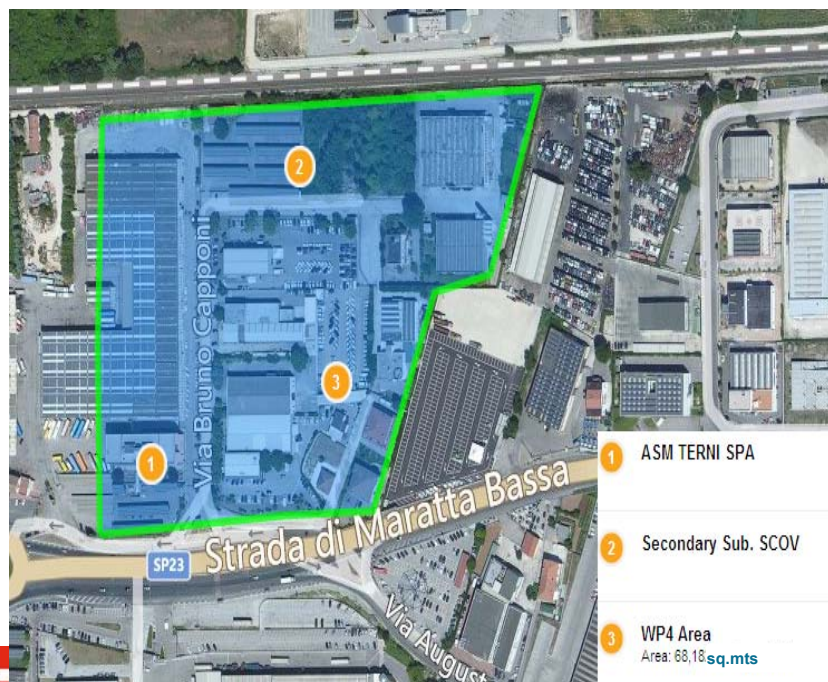 2
3
1
Via Bruno Capponi
Strada di Maratta Bassa
SP23
Via August
1 ASM TERNI SPA
2 Secondary Sub. SCOV
3 WP4 Area
Area: 68,18 sq.mts